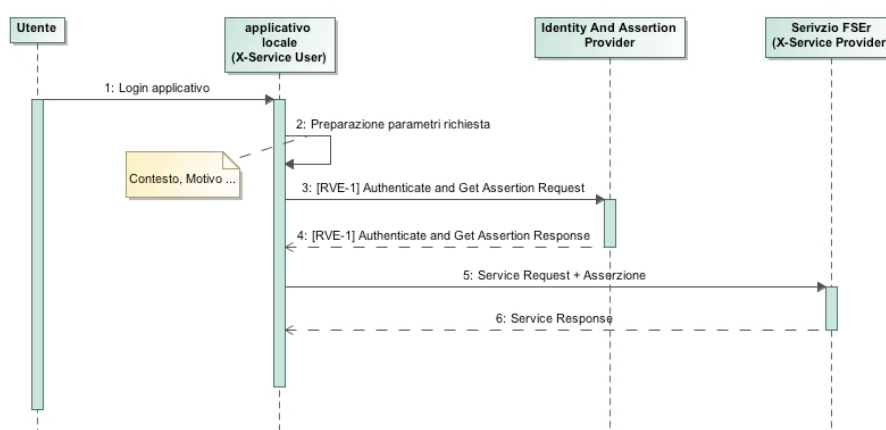 Utente
applicativo
locale
(X-Service User)
Identity And Assertion
Provider
Serivzio FSEr
(X-Service Provider)
1: Login applicativo
2: Preparazione parametri richiesta
Contesto, Motivo ...
3: [RVE-1] Authenticate and Get Assertion Request
4: [RVE-1] Authenticate and Get Assertion Response
5: Service Request + Asserzione
6: Service Response